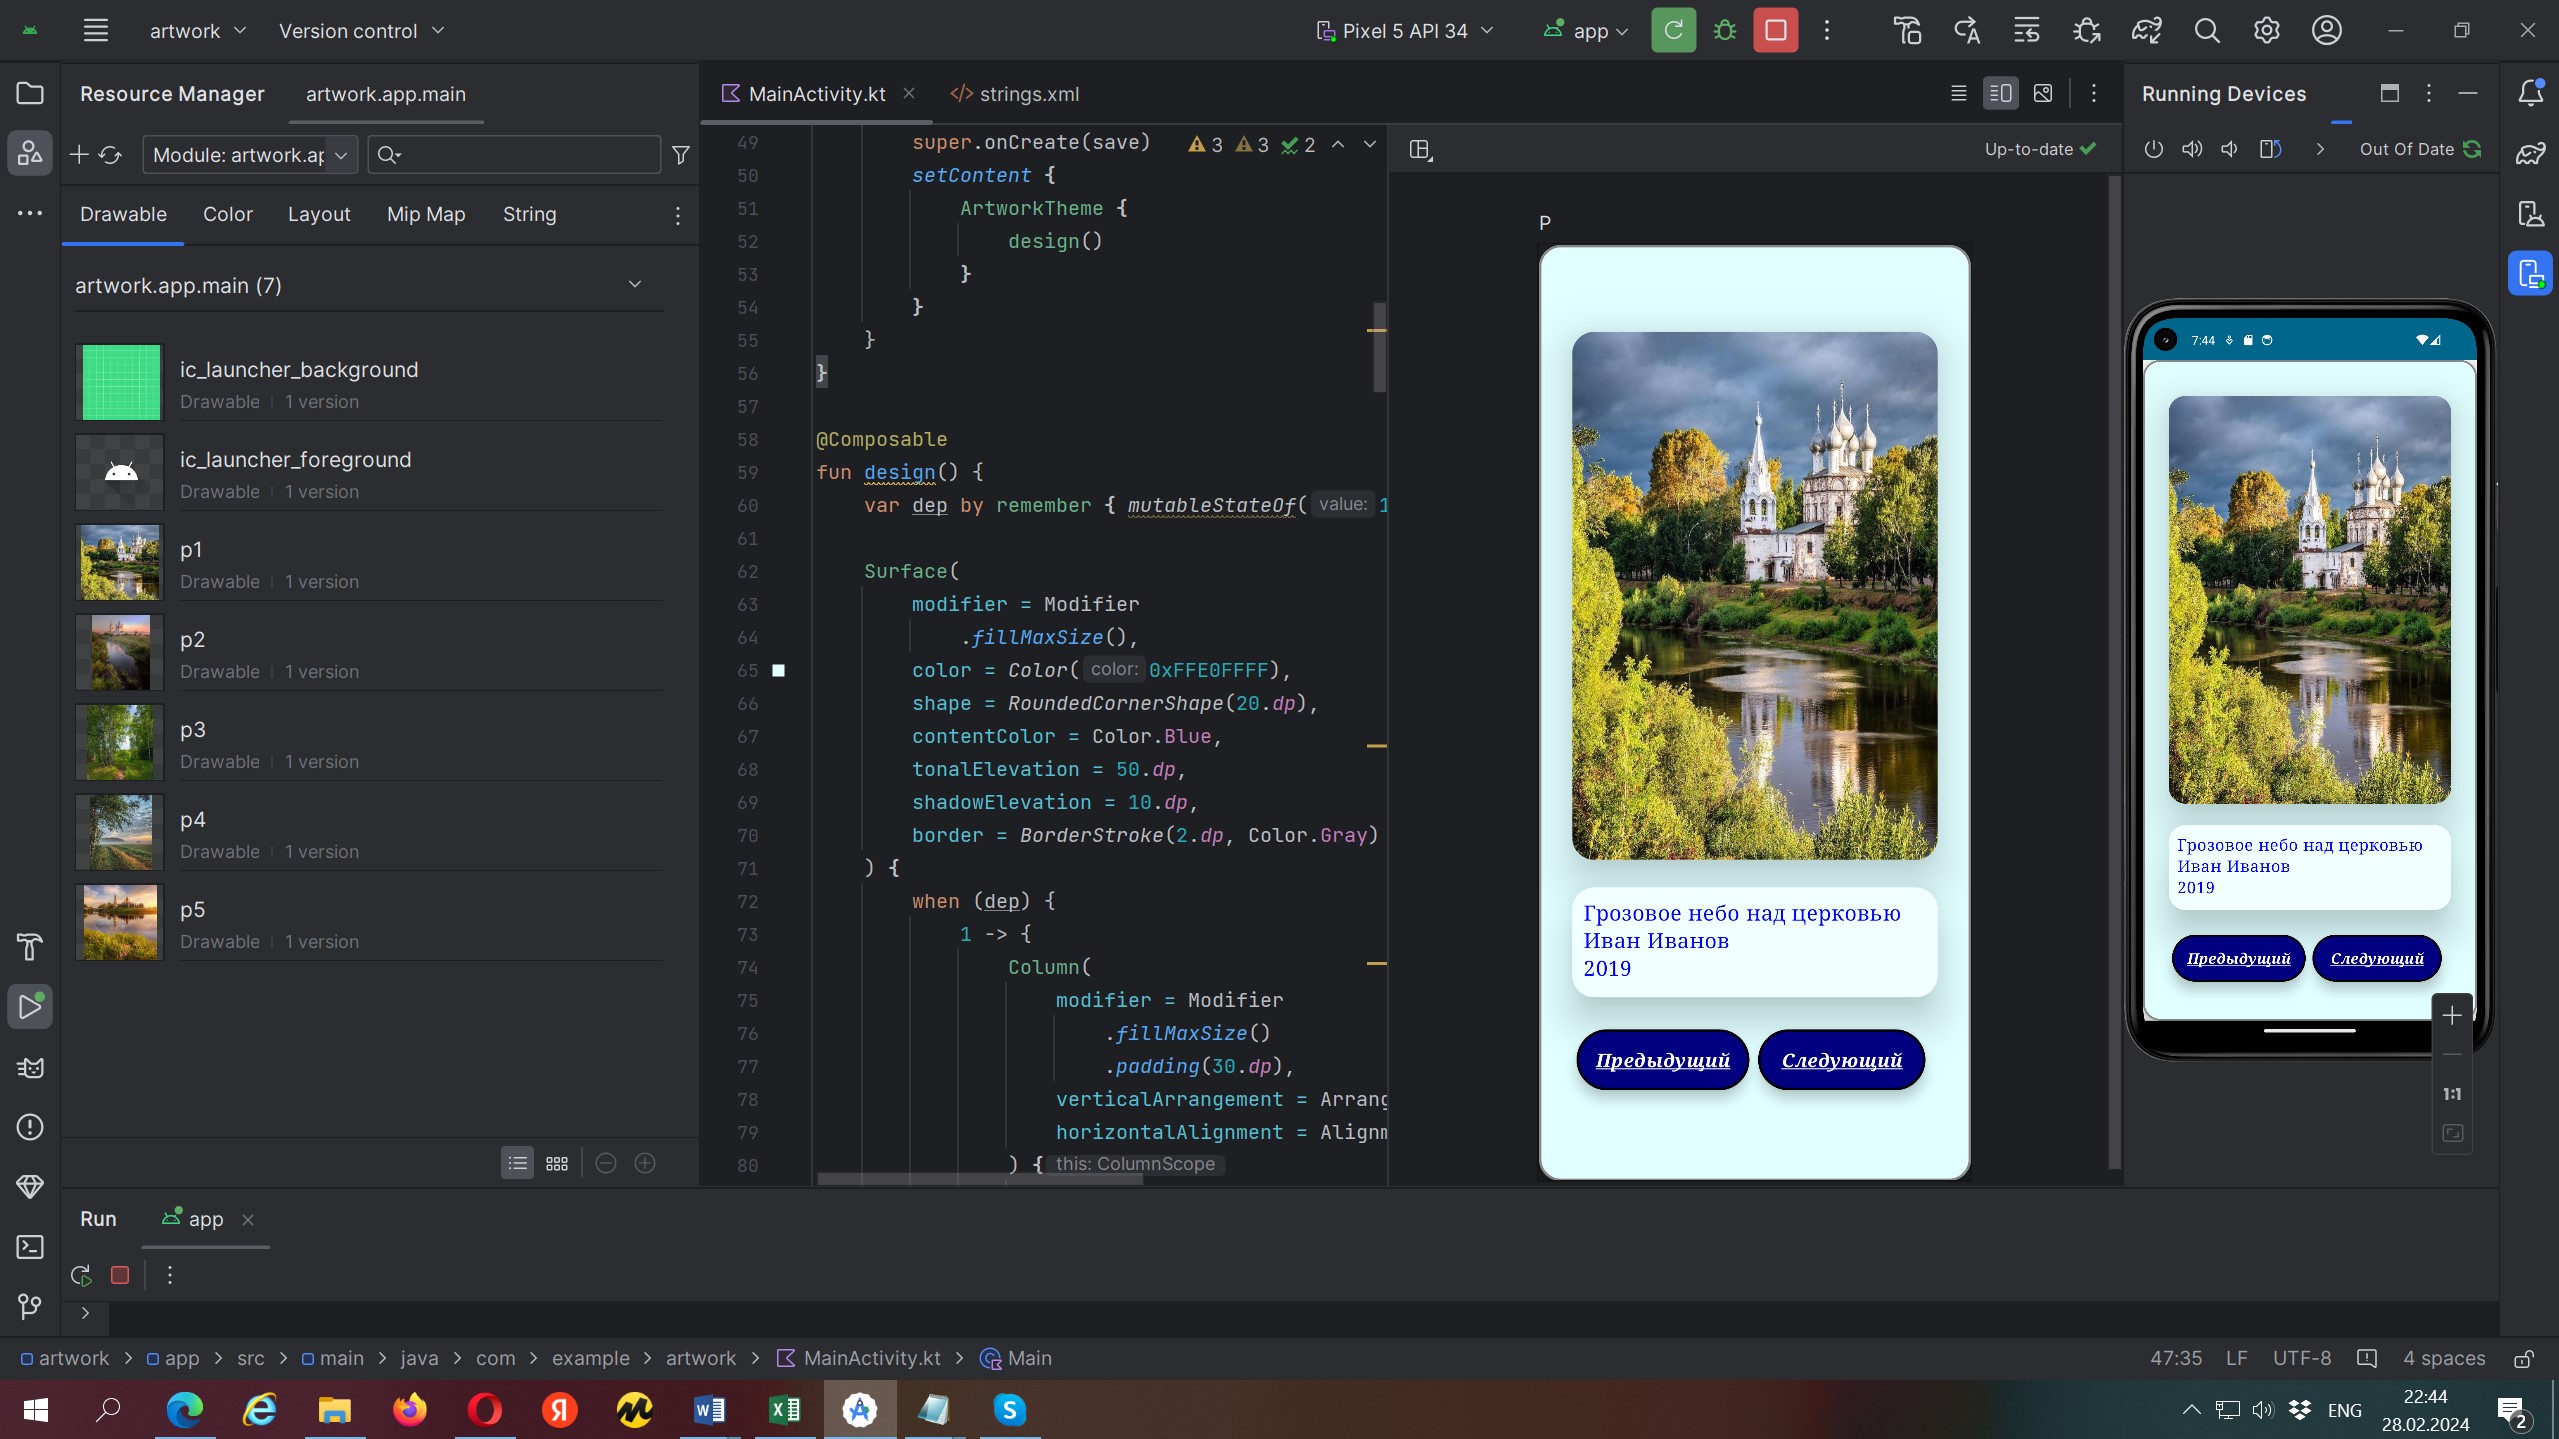 artwork
Version control
Pixel 5 API 34
app
Resource Manager
artwork.app.main
Module: artwork.ap
Drawable
Color
Layout
Mip Map
String
artwork.app.main (7)
ic_launcher_background
Drawable | 1 version
ic_launcher_foreground
Drawable | 1 version
p1
Drawable | 1 version
p2
Drawable | 1 version
p3
Drawable | 1 version
p4
Drawable | 1 version
p5
Drawable | 1 version
MainActivity.kt
strings.xml
3 3 2
49 super.onCreate(save)
50 setContent {
51 ArtworkTheme {
52 design()
53 }
54 }
55 }
56 }
57
58 @Composable
59 fun design() {
60 var dep by remember { mutableStateOf( value: 1
61
62 Surface(
63 modifier = Modifier
64 .fillMaxSize(),
65 color = Color( color: 0xFFE0FFFF),
66 shape = RoundedCornerShape(20.dp),
67 contentColor = Color.Blue,
68 tonalElevation = 50.dp,
69 shadowElevation = 10.dp,
70 border = BorderStroke(2.dp, Color.Gray)
71 ) {
72 when (dep) {
73 1 -> {
74 Column(
75 modifier = Modifier
76 .fillMaxSize()
77 .padding(30.dp),
78 verticalArrangement = Arrang
79 horizontalAlignment = Alignm
80 ) { this: ColumnScope
Up-to-date
P
Грозовое небо над церковью
Иван Иванов
2019
Предыдущий
Следующий
Running Devices
Out Of Date
7:44
Грозовое небо над церковью
Иван Иванов
2019
Предыдущий
Следующий
1:1
Run
app
artwork > app > src > main > java > com > example > artwork > MainActivity.kt > Main
47:35
LF
UTF-8
4 spaces
ENG
22:44
28.02.2024
2